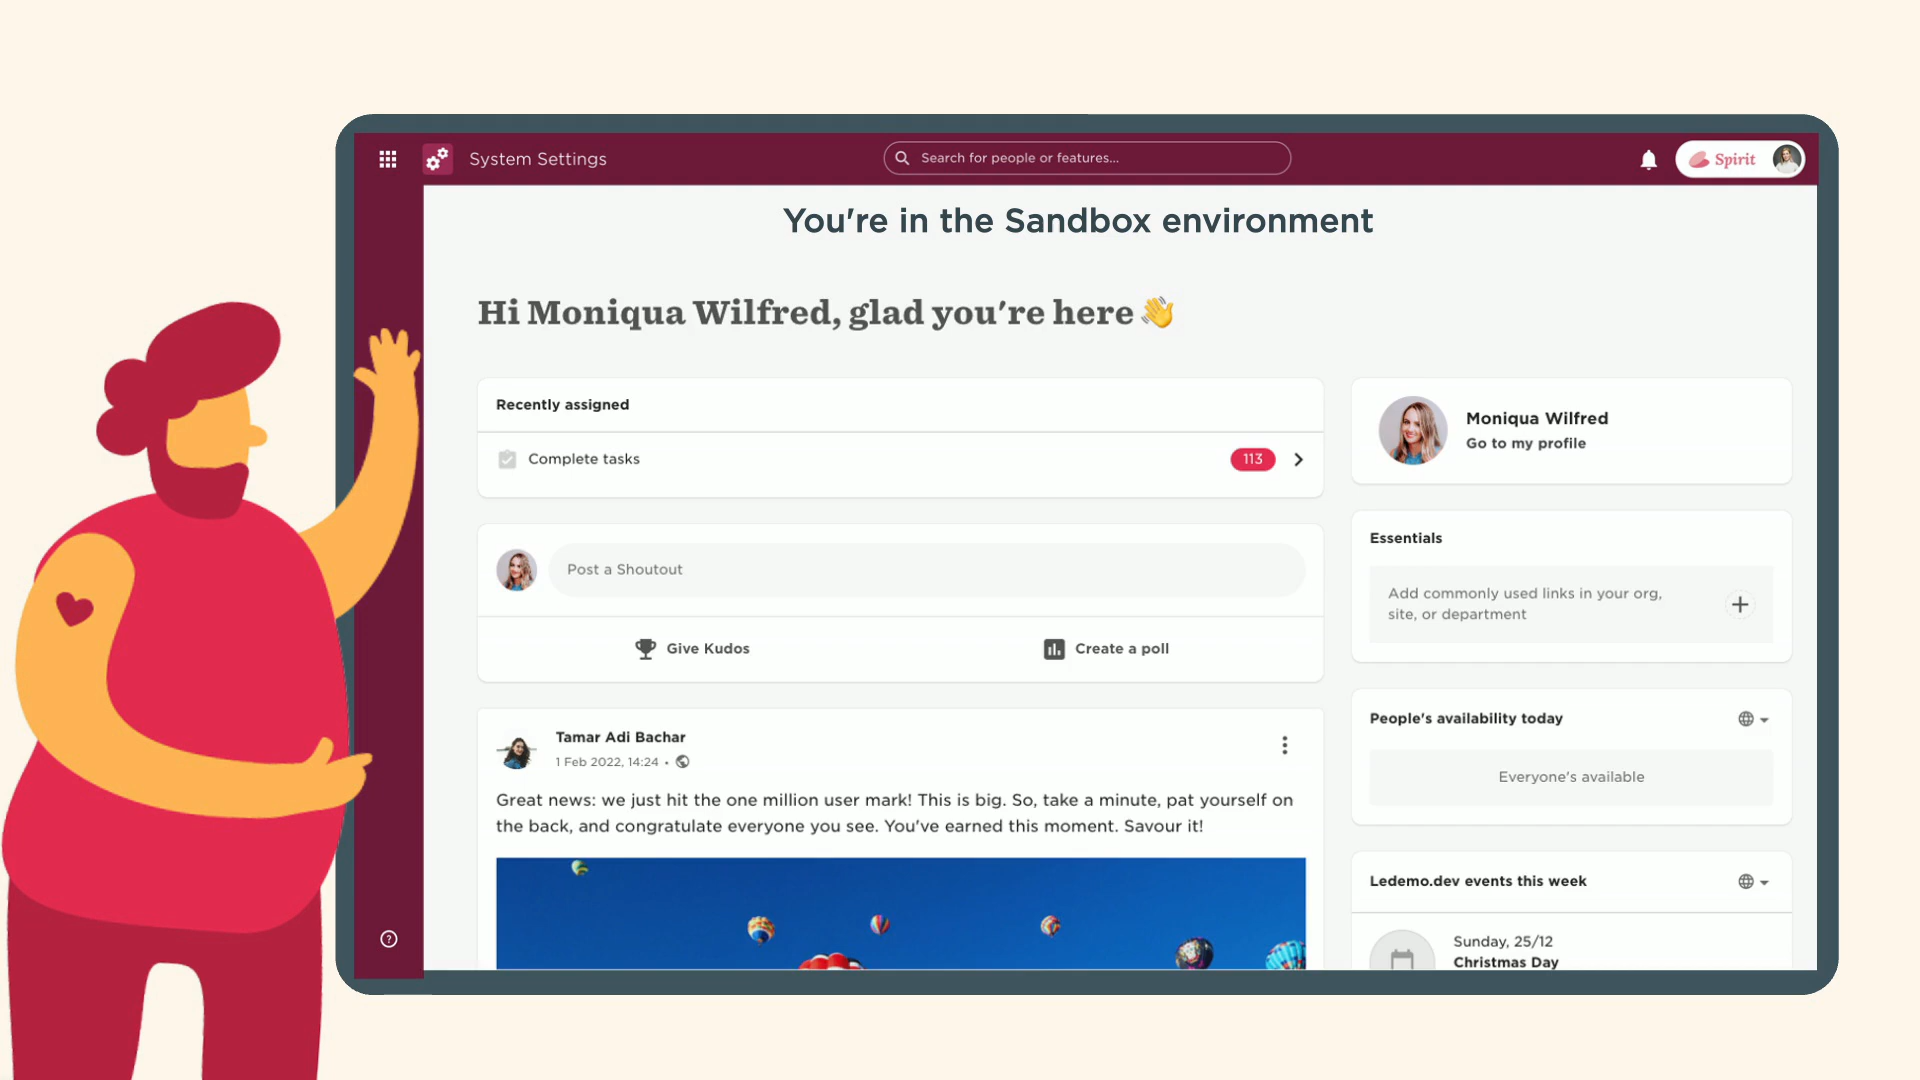 System Settings
Search for people or features...
Spirit
You're in the Sandbox environment
Hi Moniqua Wilfred, glad you're here
Recently assigned
Complete tasks
113
Post a Shoutout
Give Kudos
Create a poll
Tamar Adi Bachar
1 Feb 2022, 14:24 •
Great news: we just hit the one million user mark! This is big. So, take a minute, pat yourself on
the back, and congratulate everyone you see. You've earned this moment. Savour it!
Moniqua Wilfred
Go to my profile
Essentials
Add commonly used links in your org,
site, or department
People's availability today
Everyone's available
Ledemo.dev events this week
Sunday, 25/12
Christmas Day
?